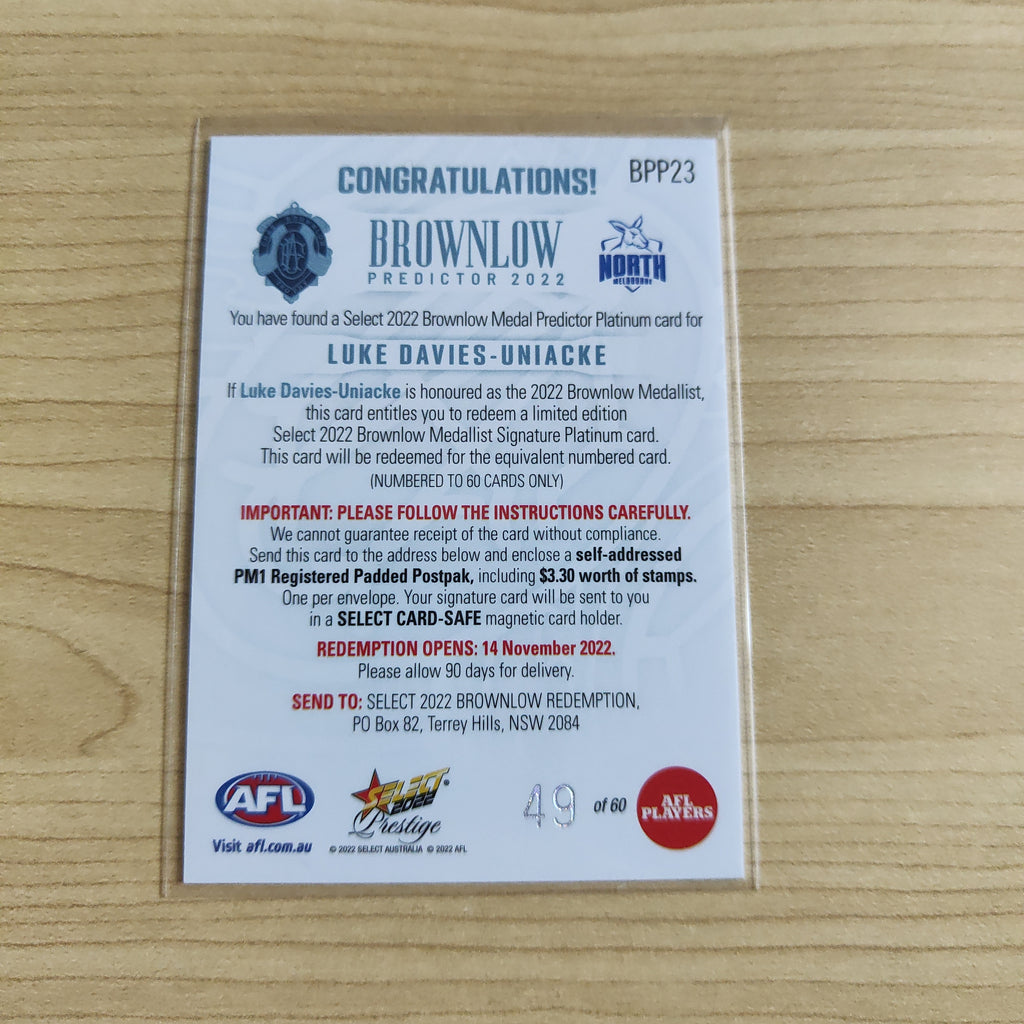 CONGRATULATIONS!
BPP23
BROWNLOW
PREDICTOR 2022
NORTH
MELBOURNE
You have found a Select 2022 Brownlow Medal Predictor Platinum card for
LUKE DAVIES-UNIACKE
If Luke Davies-Uniacke is honoured as the 2022 Brownlow Medallist,
this card entitles you to redeem a limited edition
Select 2022 Brownlow Medallist Signature Platinum card.
This card will be redeemed for the equivalent numbered card.
(NUMBERED TO 60 CARDS ONLY)
IMPORTANT: PLEASE FOLLOW THE INSTRUCTIONS CAREFULLY.
We cannot guarantee receipt of the card without compliance.
Send this card to the address below and enclose a self-addressed
PM1 Registered Padded Postpak, including $3.30 worth of stamps.
One per envelope. Your signature card will be sent to you
in a SELECT CARD-SAFE magnetic card holder.
REDEMPTION OPENS: 14 November 2022.
Please allow 90 days for delivery.
SEND TO: SELECT 2022 BROWNLOW REDEMPTION,
PO Box 82, Terrey Hills, NSW 2084
AFL
Visit afl.com.au
SELECT
2022
Prestige
© 2022 SELECT AUSTRALIA © 2022 AFL
49 of 60
AFL
PLAYERS